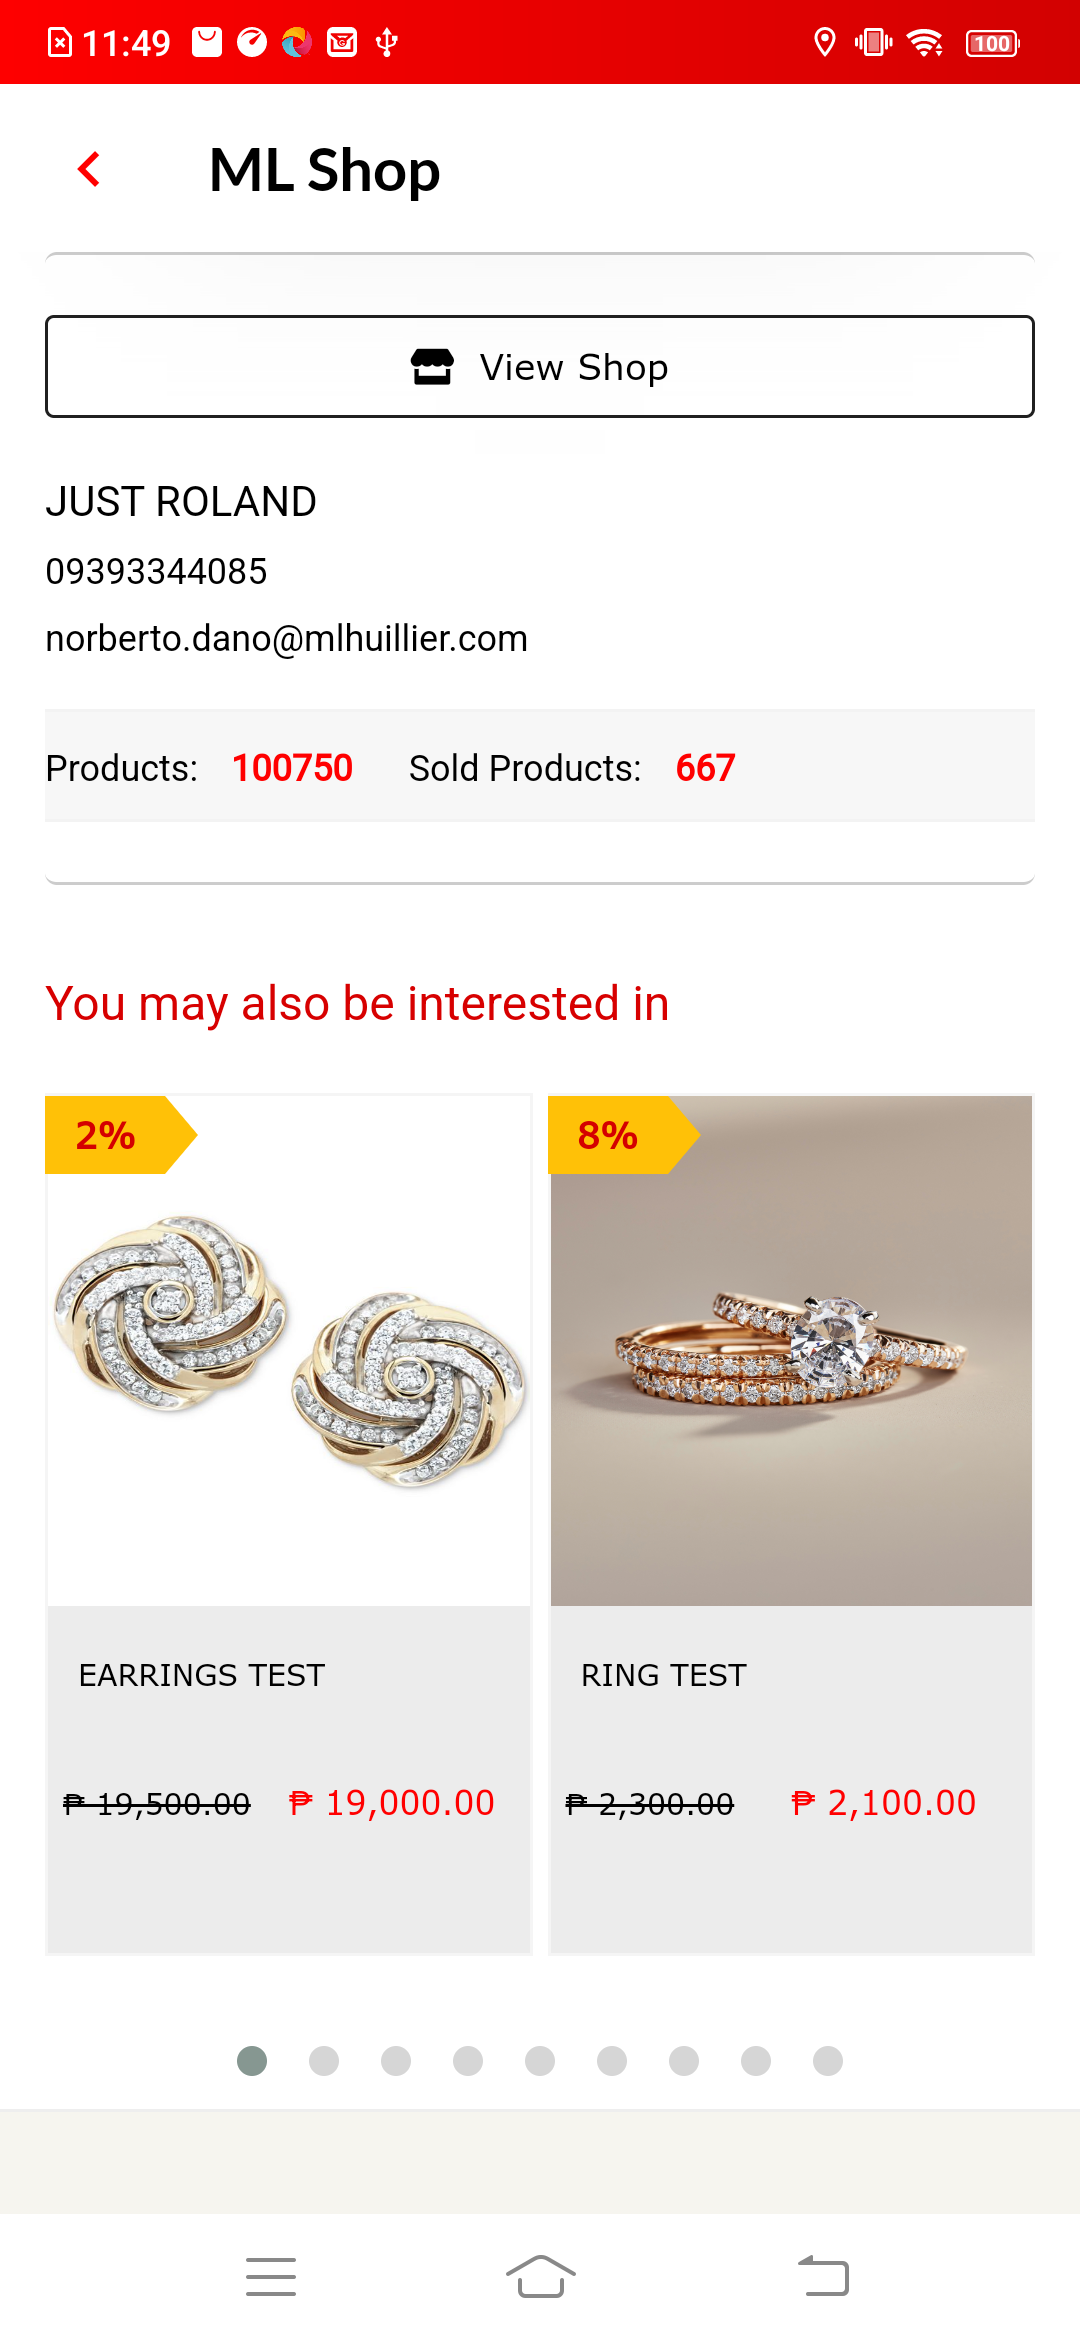 11:49
100
ML Shop
View Shop
JUST ROLAND
09393344085
norberto.dano@mlhuillier.com
Products: 100750 Sold Products: 667
You may also be interested in
2%
8%
EARRINGS TEST
RING TEST
₱ 19,500.00 ₱ 19,000.00
₱ 2,300.00 ₱ 2,100.00